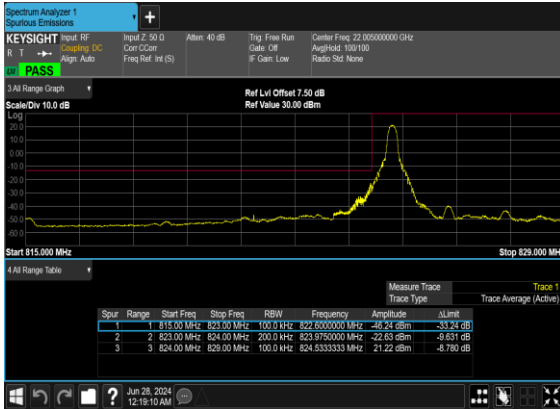 Spectrum Analyzer 1
Spurious Emissions
+
KEYSIGHT Input: RF Input Z: 50 Ω Atten: 40 dB Trig: Free Run Center Freq: 22.005000000 GHz
R T Coupling: DC Corr CCorr Gate: Off Avg|Hold: 100/100
Align: Auto Freq Ref: Int (S) IF Gain: Low Radio Std: None
PASS
3 All Range Graph Ref Lvl Offset 7.50 dB
Scale/Div 10.0 dB Ref Value 30.00 dBm
Log
20.0
10.0
0.00
-10.0
-20.0
-30.0
-40.0
-50.0
-60.0
Start 815.000 MHz Stop 829.000 MH
4 All Range Table
Measure Trace Trace 1
Trace Type Trace Average (Active)
Spur Range Start Freq Stop Freq RBW Frequency Amplitude ΔLimit
1 1 815.00 MHz 823.00 MHz 100.0 kHz 822.6000000 MHz -46.24 dBm -33.24 dB
2 2 823.00 MHz 824.00 MHz 200.0 kHz 823.9750000 MHz -22.63 dBm -9.631 dB
3 3 824.00 MHz 829.00 MHz 100.0 kHz 824.5333333 MHz 21.22 dBm -8.780 dB
? Jun 28, 2024
12:19:10 AM